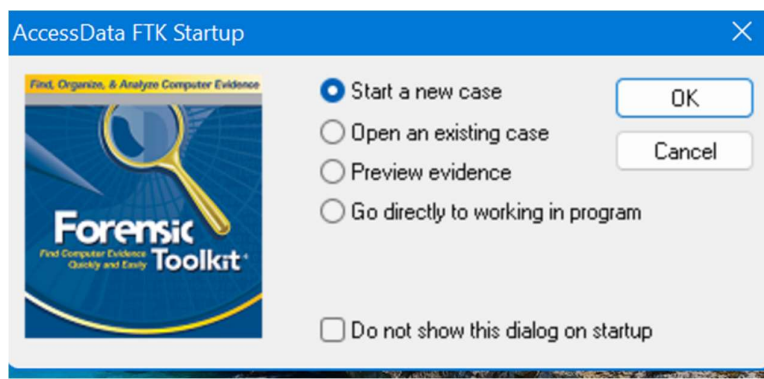 AccessData FTK Startup
Find, Organize, & Analyze Computer Evidence
Forensic
Find Computer Evidence
Quickly and Easily
Toolkit
Start a new case
Open an existing case
Preview evidence
Go directly to working in program
OK
Cancel
Do not show this dialog on startup